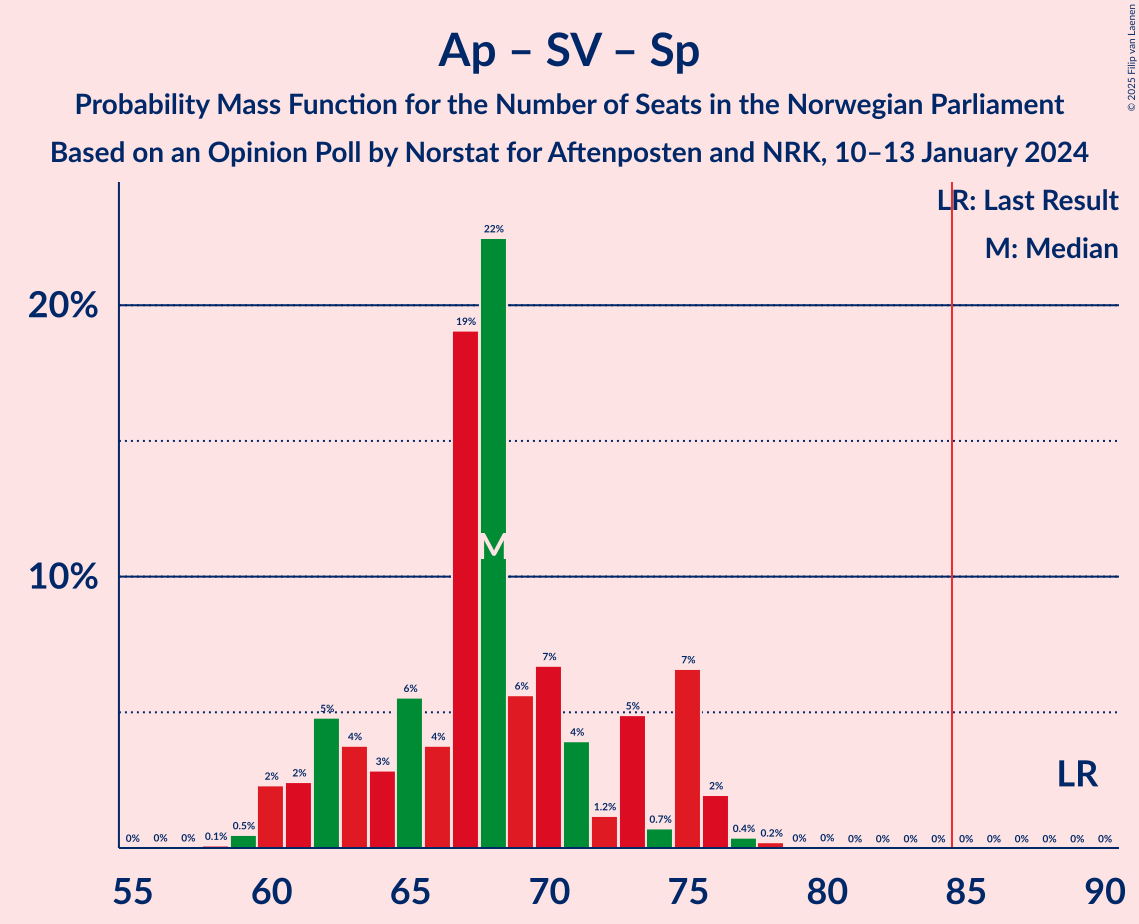 Ap – SV – Sp
Probability Mass Function for the Number of Seats in the Norwegian Parliament
Based on an Opinion Poll by Norstat for Aftenposten and NRK, 10–13 January 2024
© 2025 Filip van Laenen
LR: Last Result
M: Median
20%
10%
0% 0% 0% 0.1% 0.5% 2% 2% 5% 4% 3% 6% 4% 19% 22% 6% 7% 4% 1.2% 5% 0.7% 7% 2% 0.4% 0.2% 0% 0% 0% 0% 0% 0% 0% 0% 0% 0% 0% 0%
M
LR
55 60 65 70 75 80 85 90